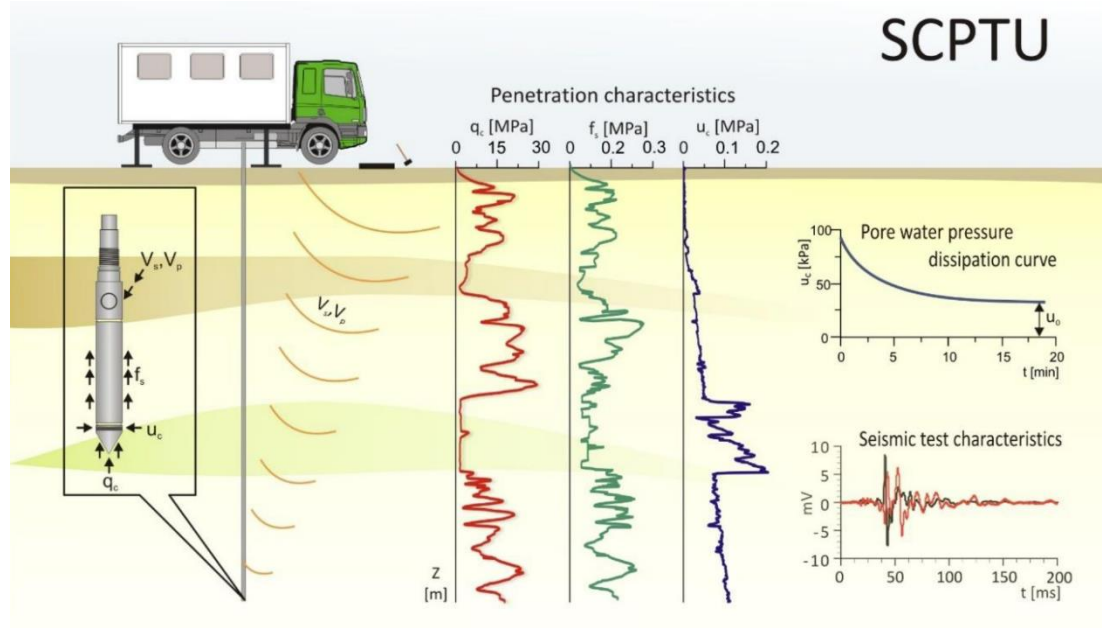 SCPTU
Penetration characteristics
q_c [MPa] f_s [MPa] u_c [MPa]
0 15 30 0 0.2 0.3 0 0.1 0.2
V_s, V_p
f_s
u_c
q_c
V_s, V_p
Z
[m]
Pore water pressure
dissipation curve
u_c [kPa]
100
50
0
u_o
0 5 10 15 20
t [min]
Seismic test characteristics
mV
10
5
0
-5
-10
0 50 100 150 200
t [ms]